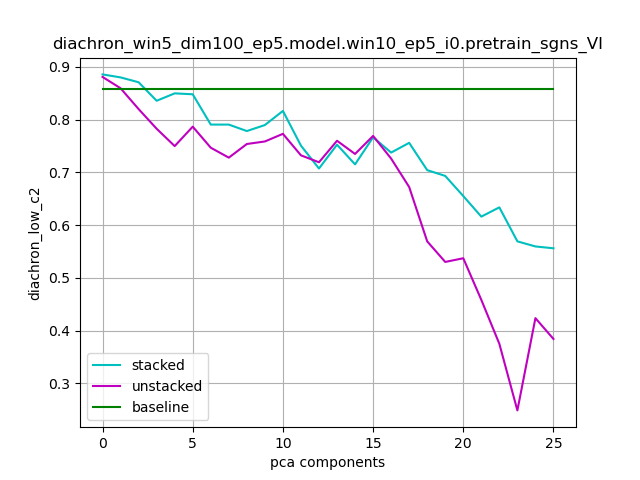 diachron_win5_dim100_ep5.model.win10_ep5_i0.pretrain_sgns_VI
diachron_low_c2
0.9
0.8
0.7
0.6
0.5
0.4
0.3
stacked
unstacked
baseline
0 5 10 15 20 25
pca components